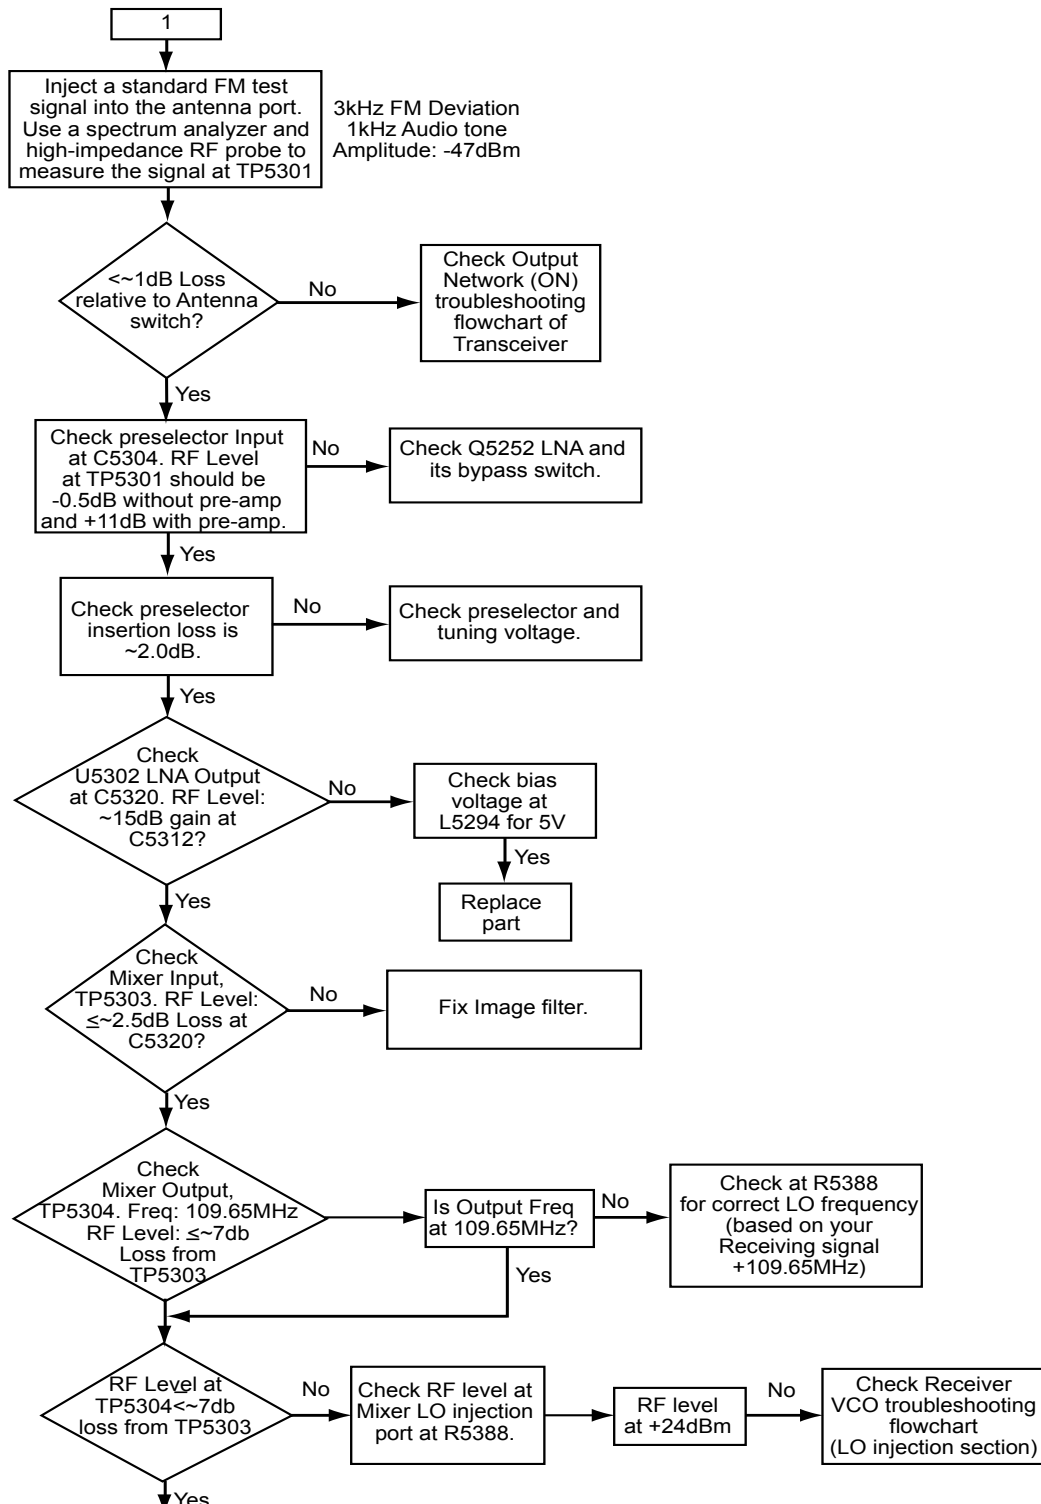 1
Inject a standard FM test
signal into the antenna port.
Use a spectrum analyzer and
high-impedance RF probe to
measure the signal at TP5301
3kHz FM Deviation
1kHz Audio tone
Amplitude: -47dBm
<~1dB Loss
relative to Antenna
switch?
No
Check Output
Network (ON)
troubleshooting
flowchart of
Transceiver
Yes
Check preselector Input
at C5304. RF Level
at TP5301 should be
-0.5dB without pre-amp
and +11dB with pre-amp.
No
Check Q5252 LNA and
its bypass switch.
Yes
Check preselector
insertion loss is
~2.0dB.
No
Check preselector and
tuning voltage.
Yes
Check
U5302 LNA Output
at C5320. RF Level:
~15dB gain at
C5312?
No
Check bias
voltage at
L5294 for 5V
Yes
Replace
part
Yes
Check
Mixer Input,
TP5303. RF Level:
≤~2.5dB Loss at
C5320?
No
Fix Image filter.
Yes
Check
Mixer Output,
TP5304. Freq: 109.65MHz
RF Level: ≤~7db
Loss from
TP5303
Is Output Freq
at 109.65MHz?
No
Check at R5388
for correct LO frequency
(based on your
Receiving signal
+109.65MHz)
Yes
RF Level at
TP5304<~7db
loss from TP5303
No
Check RF level at
Mixer LO injection
port at R5388.
RF level
at +24dBm
No
Check Receiver
VCO troubleshooting
flowchart
(LO injection section)
Yes